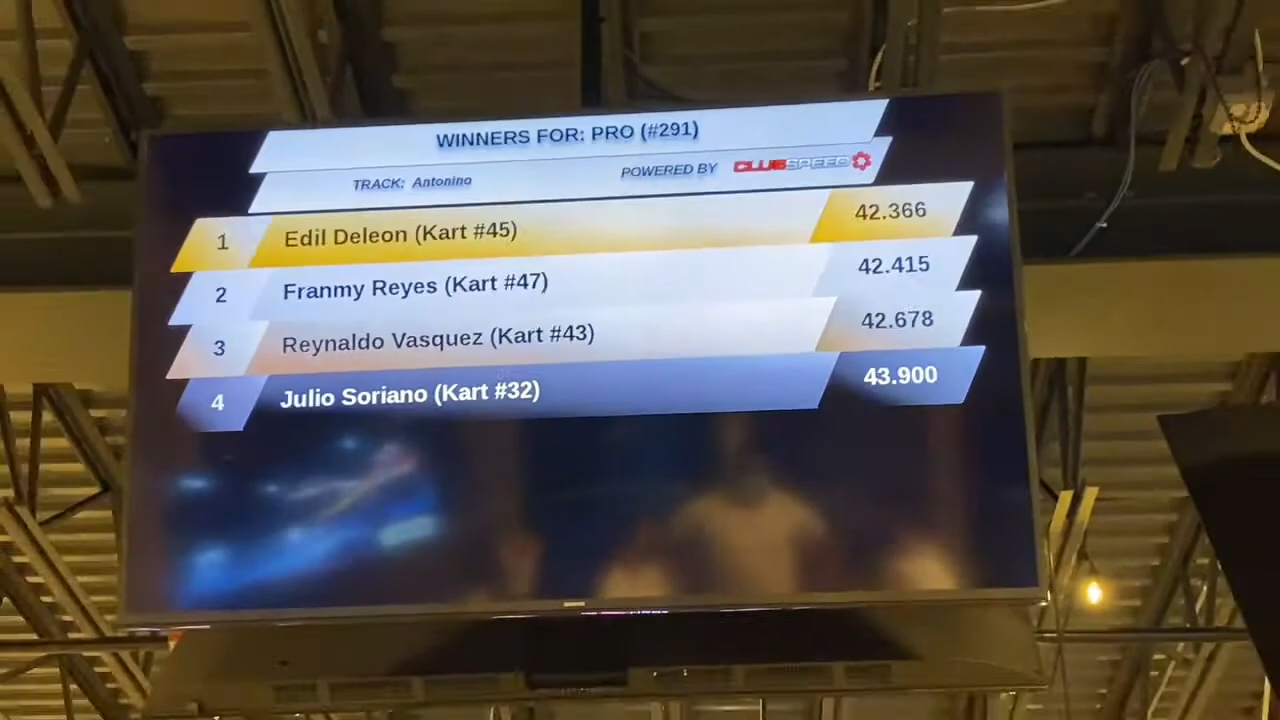 WINNERS FOR: PRO (#291)
TRACK: Antonino POWERED BY CLUBSPEED
1 Edil Deleon (Kart #45) 42.366
2 Franmy Reyes (Kart #47) 42.415
3 Reynaldo Vasquez (Kart #43) 42.678
4 Julio Soriano (Kart #32) 43.900